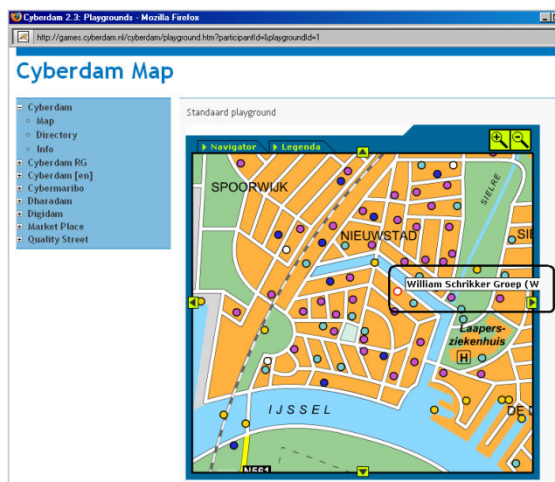 Cyberdam 2.3: Playgrounds - Mozilla Firefox
http://games.cyberdam.nl/cyberdam/playground.htm?participantId=&playgroundId=1
Cyberdam Map
Cyberdam
Map
Directory
Info
Cyberdam RG
Cyberdam [en]
Cybermaribo
Dharadam
Digidam
Market Place
Quality Street
Standaard playground
Navigator
Legenda
SPOORWIJK
SIELRE
NIEUWSTAD
SIE
William Schrikker Groep (W
Laapers-
ziekenhuis
H
IJSSEL
DE D
N561